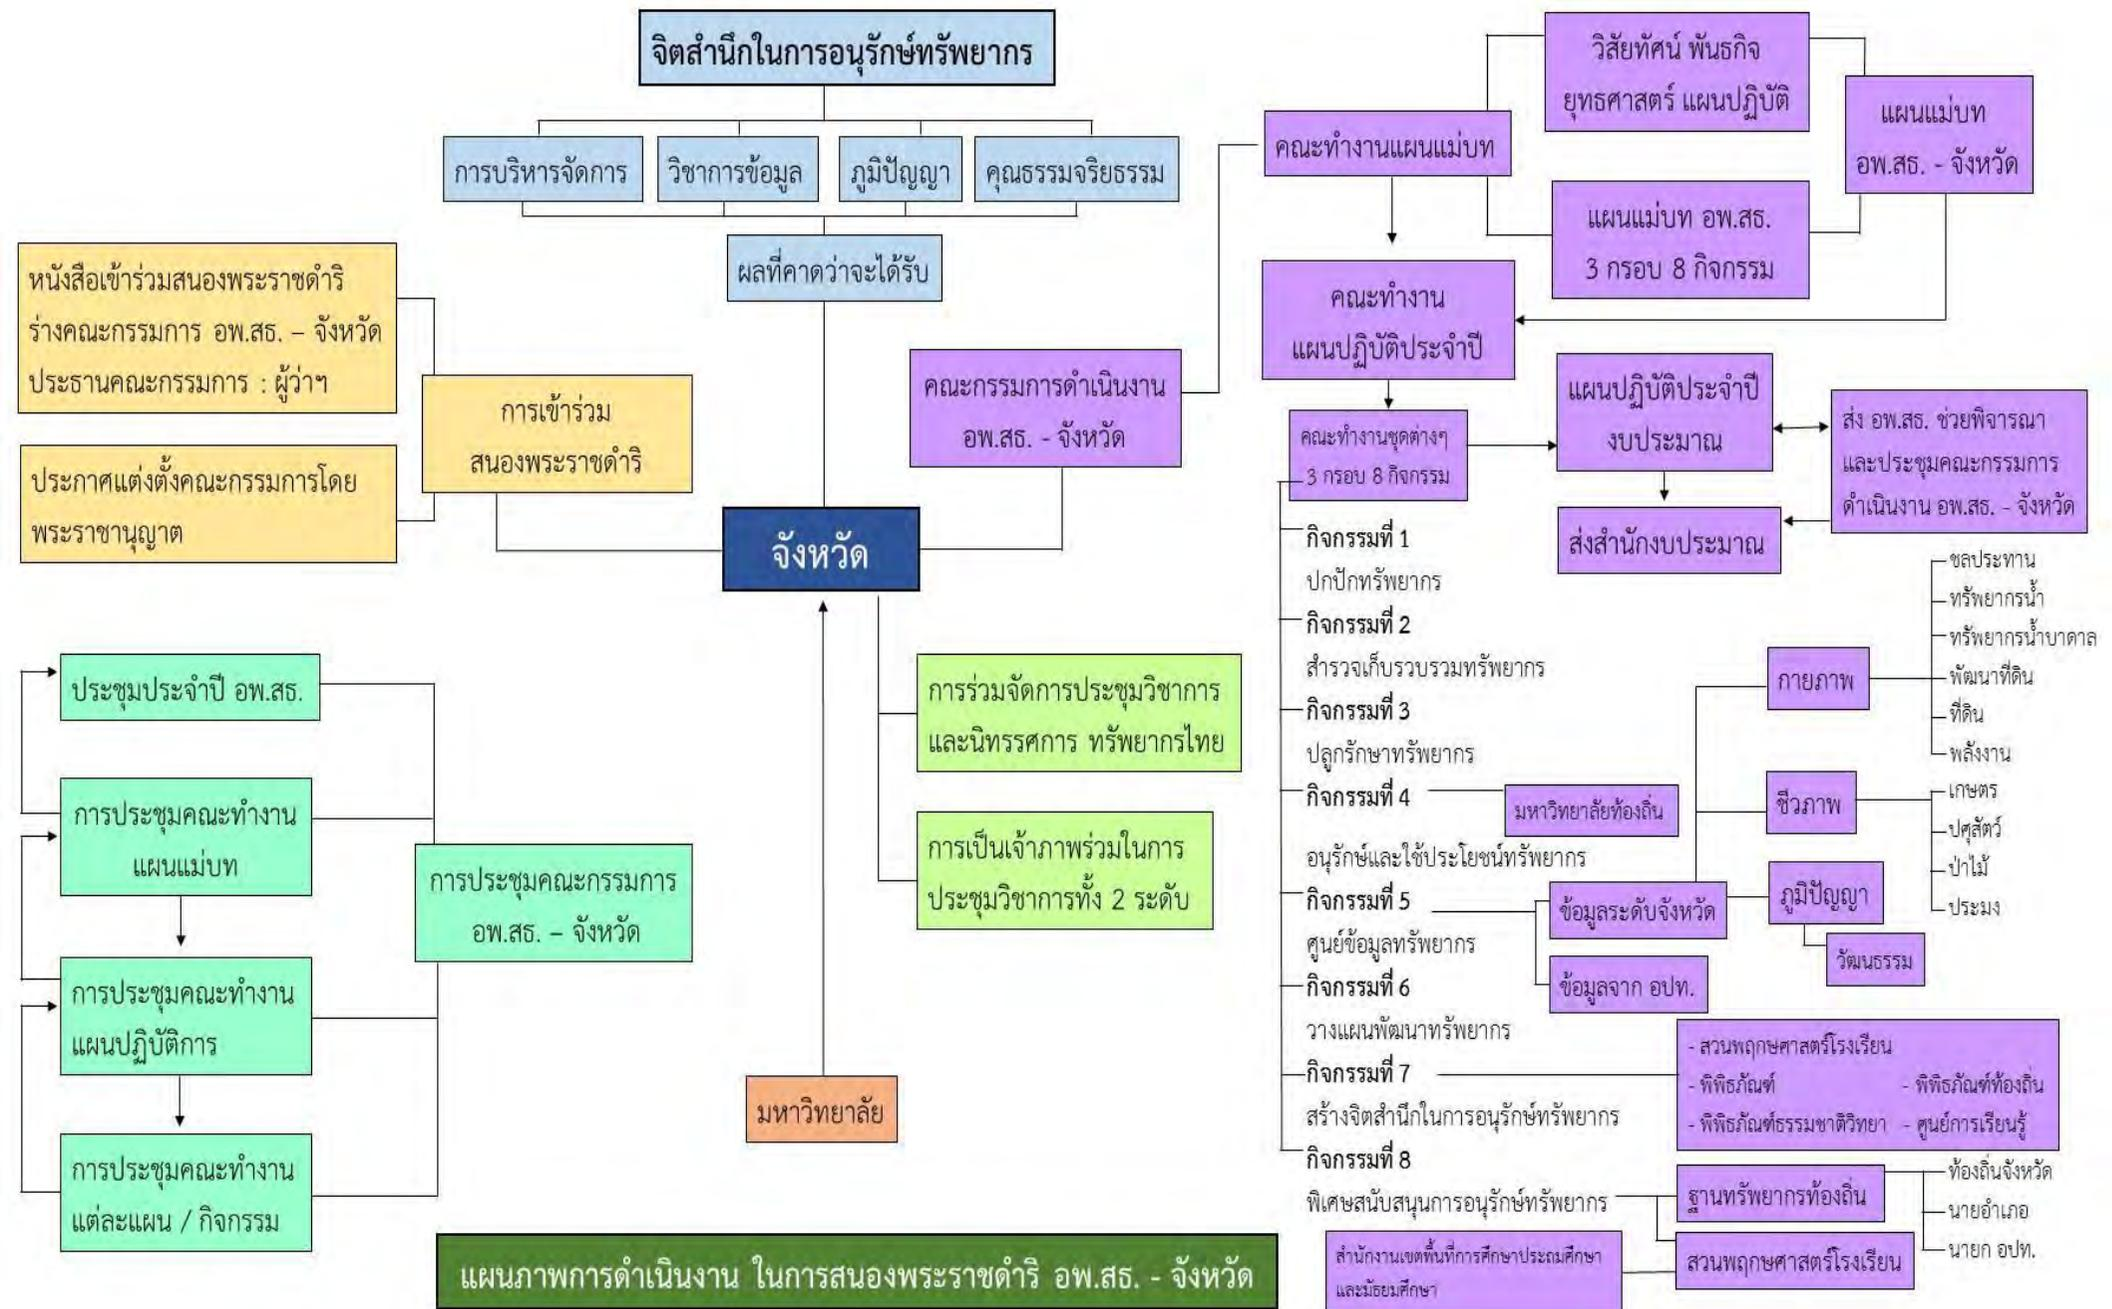 จิตสำนึกในการอนุรักษ์ทรัพยากร
การบริหารจัดการ
วิชาการข้อมูล
ภูมิปัญญา
คุณธรรมจริยธรรม
ผลที่คาดว่าจะได้รับ
หนังสือเข้าร่วมสนองพระราชดำริ
ร่างคณะกรรมการ อพ.สธ. – จังหวัด
ประธานคณะกรรมการ : ผู้ว่าฯ
ประกาศแต่งตั้งคณะกรรมการโดย
พระราชานุญาต
การเข้าร่วม
สนองพระราชดำริ
คณะกรรมการดำเนินงาน
อพ.สธ. - จังหวัด
จังหวัด
ประชุมประจำปี อพ.สธ.
การประชุมคณะทำงาน
แผนแม่บท
การประชุมคณะทำงาน
แผนปฏิบัติการ
การประชุมคณะทำงาน
แต่ละแผน / กิจกรรม
การประชุมคณะกรรมการ
อพ.สธ. – จังหวัด
การร่วมจัดการประชุมวิชาการ
และนิทรรศการ ทรัพยากรไทย
การเป็นเจ้าภาพร่วมในการ
ประชุมวิชาการทั้ง 2 ระดับ
มหาวิทยาลัย
คณะทำงานแผนแม่บท
วิสัยทัศน์ พันธกิจ
ยุทธศาสตร์ แผนปฏิบัติ
แผนแม่บท อพ.สธ.
3 กรอบ 8 กิจกรรม
แผนแม่บท
อพ.สธ. - จังหวัด
คณะทำงาน
แผนปฏิบัติประจำปี
คณะทำงานชุดต่างๆ
3 กรอบ 8 กิจกรรม
แผนปฏิบัติประจำปี
งบประมาณ
ส่ง อพ.สธ. ช่วยพิจารณา
และประชุมคณะกรรมการ
ดำเนินงาน อพ.สธ. - จังหวัด
ส่งสำนักงบประมาณ
กิจกรรมที่ 1
ปกปักทรัพยากร
กิจกรรมที่ 2
สำรวจเก็บรวบรวมทรัพยากร
กิจกรรมที่ 3
ปลูกรักษาทรัพยากร
กิจกรรมที่ 4
มหาวิทยาลัยท้องถิ่น
อนุรักษ์และใช้ประโยชน์ทรัพยากร
กิจกรรมที่ 5
ศูนย์ข้อมูลทรัพยากร
ข้อมูลระดับจังหวัด
ข้อมูลจาก อปท.
กายภาพ
ชลประทาน
ทรัพยากรน้ำ
ทรัพยากรน้ำบาดาล
พัฒนาที่ดิน
ที่ดิน
พลังงาน
ชีวภาพ
เกษตร
ปศุสัตว์
ป่าไม้
ประมง
ภูมิปัญญา
วัฒนธรรม
กิจกรรมที่ 6
วางแผนพัฒนาทรัพยากร
กิจกรรมที่ 7
สร้างจิตสำนึกในการอนุรักษ์ทรัพยากร
- สวนพฤกษศาสตร์โรงเรียน
- พิพิธภัณฑ์ - พิพิธภัณฑ์ท้องถิ่น
- พิพิธภัณฑ์ธรรมชาติวิทยา - ศูนย์การเรียนรู้
กิจกรรมที่ 8
พิเศษสนับสนุนการอนุรักษ์ทรัพยากร
ฐานทรัพยากรท้องถิ่น
ท้องถิ่นจังหวัด
นายอำเภอ
นายก อปท.
สวนพฤกษศาสตร์โรงเรียน
สำนักงานเขตพื้นที่การศึกษาประถมศึกษา
และมัธยมศึกษา
แผนภาพการดำเนินงาน ในการสนองพระราชดำริ อพ.สธ. - จังหวัด